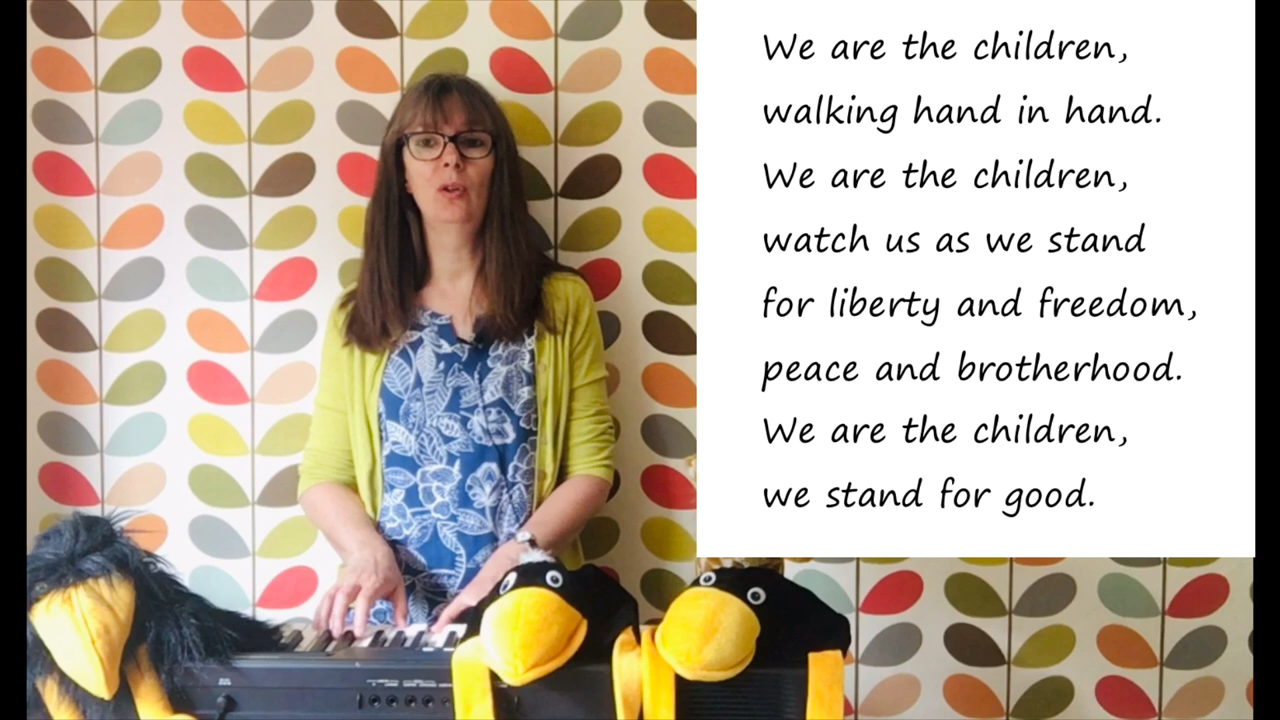 We are the children,
walking hand in hand.
We are the children,
watch us as we stand
for liberty and freedom,
peace and brotherhood.
We are the children,
we stand for good.